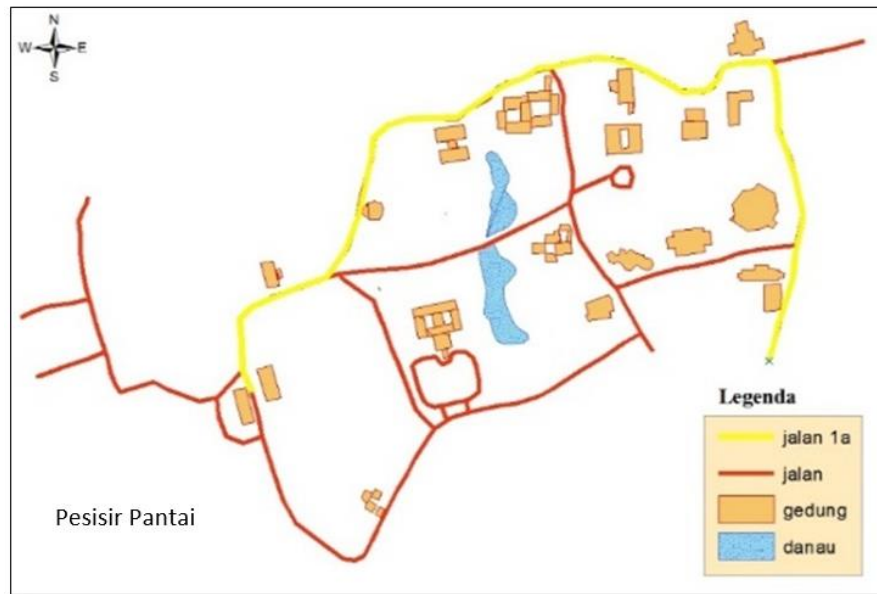 N
W E
S
Legenda
jalan 1a
jalan
gedung
danau
Pesisir Pantai